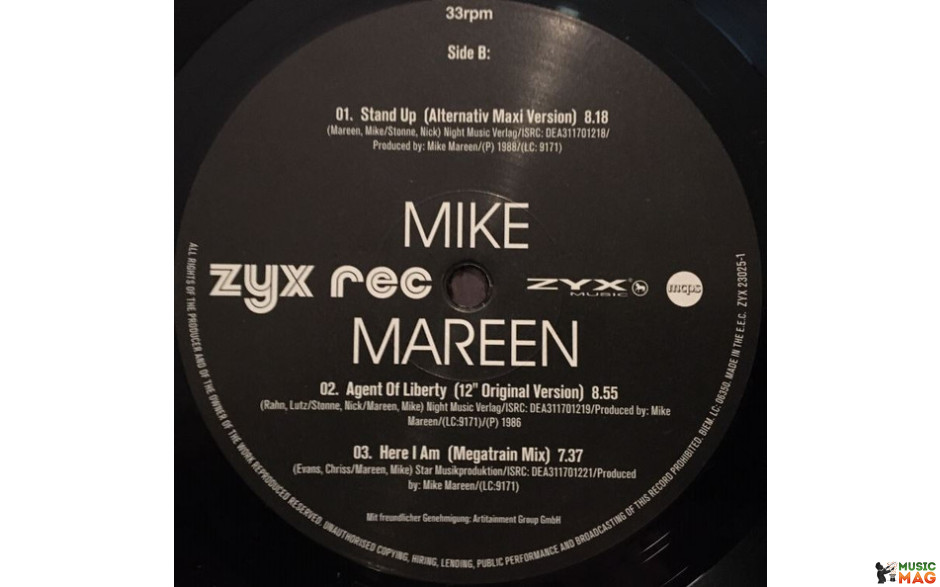 33rpm
Side B:
01. Stand Up (Alternativ Maxi Version) 8.18
(Mareen, Mike/Stonne, Nick) Night Music Verlag/ISRC: DEA311701218/
Produced by: Mike Mareen/(P) 1988/(LC: 9171)
MIKE
zyx rec
ZYX
MUSIC
mcps
MAREEN
02. Agent Of Liberty (12" Original Version) 8.55
(Rahn, Lutz/Stonne, Nick/Mareen, Mike) Night Music Verlag/ISRC: DEA311701219/Produced by: Mike
Mareen/(LC:9171)/(P) 1986
03. Here I Am (Megatrain Mix) 7.37
(Evans, Chriss/Mareen, Mike) Star Musikproduktion/ISRC: DEA311701221/Produced
by: Mike Mareen/(LC:9171)
Mit freundlicher Genehmigung: Artitainment Group GmbH
ALL RIGHTS OF THE PRODUCER AND OF THE OWNER OF THE WORK REPRODUCED RESERVED. UNAUTHORISED COPYING, HIRING, LENDING, PUBLIC PERFORMANCE AND BROADCASTING OF THIS RECORD PROHIBITED. BIEM. LC: 06350. MADE IN THE E.E.C. ZYX 23025-1
MUSIC
MAG